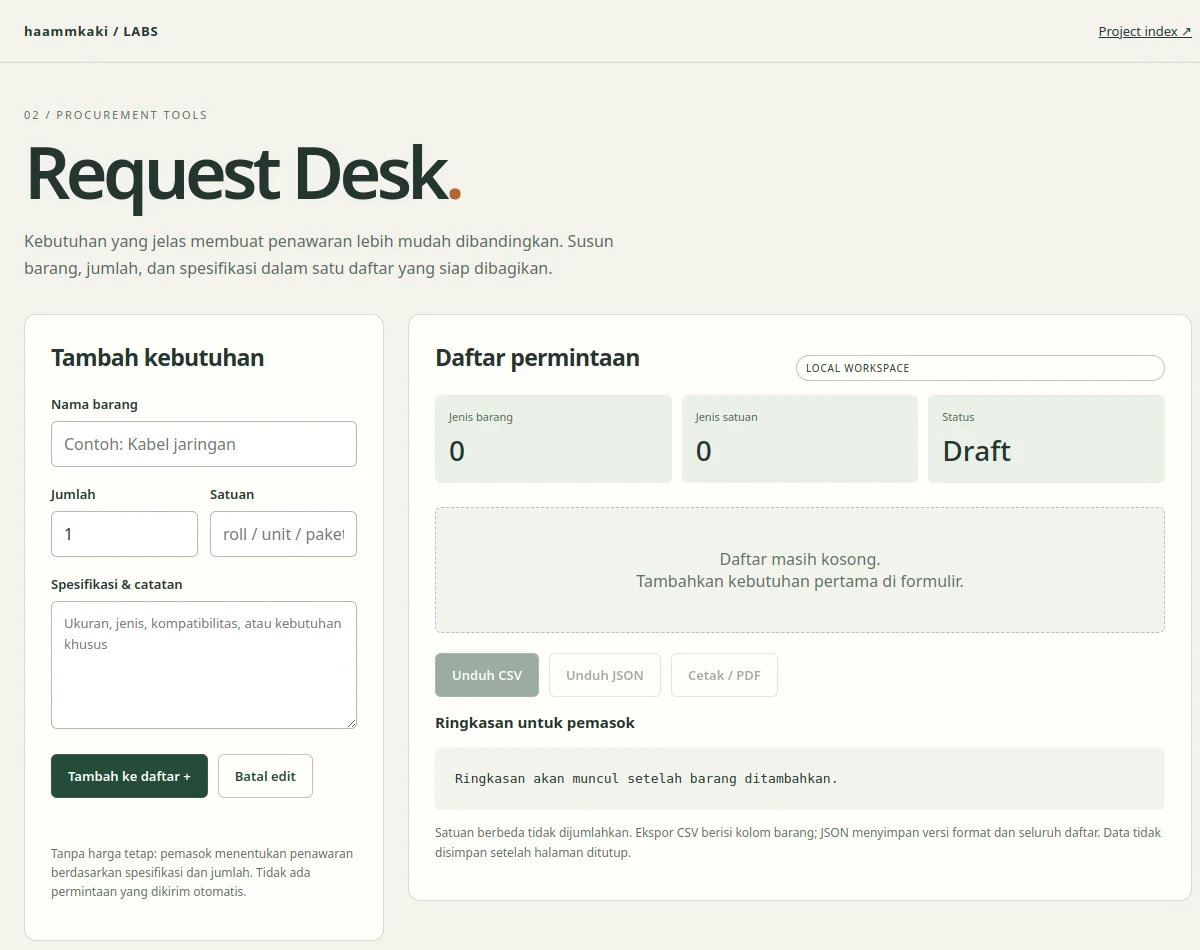 haammkaki / LABS
Project index ↗
02 / PROCUREMENT TOOLS
Request Desk.
Kebutuhan yang jelas membuat penawaran lebih mudah dibandingkan. Susun
barang, jumlah, dan spesifikasi dalam satu daftar yang siap dibagikan.
Tambah kebutuhan
Nama barang
Contoh: Kabel jaringan
Jumlah
Satuan
1
roll / unit / paket
Spesifikasi & catatan
Ukuran, jenis, kompatibilitas, atau kebutuhan
khusus
Tambah ke daftar +
Batal edit
Tanpa harga tetap: pemasok menentukan penawaran
berdasarkan spesifikasi dan jumlah. Tidak ada
permintaan yang dikirim otomatis.
Daftar permintaan
LOCAL WORKSPACE
Jenis barang
0
Jenis satuan
0
Status
Draft
Daftar masih kosong.
Tambahkan kebutuhan pertama di formulir.
Unduh CSV
Unduh JSON
Cetak / PDF
Ringkasan untuk pemasok
Ringkasan akan muncul setelah barang ditambahkan.
Satuan berbeda tidak dijumlahkan. Ekspor CSV berisi kolom barang; JSON menyimpan versi format dan seluruh daftar. Data tidak
disimpan setelah halaman ditutup.